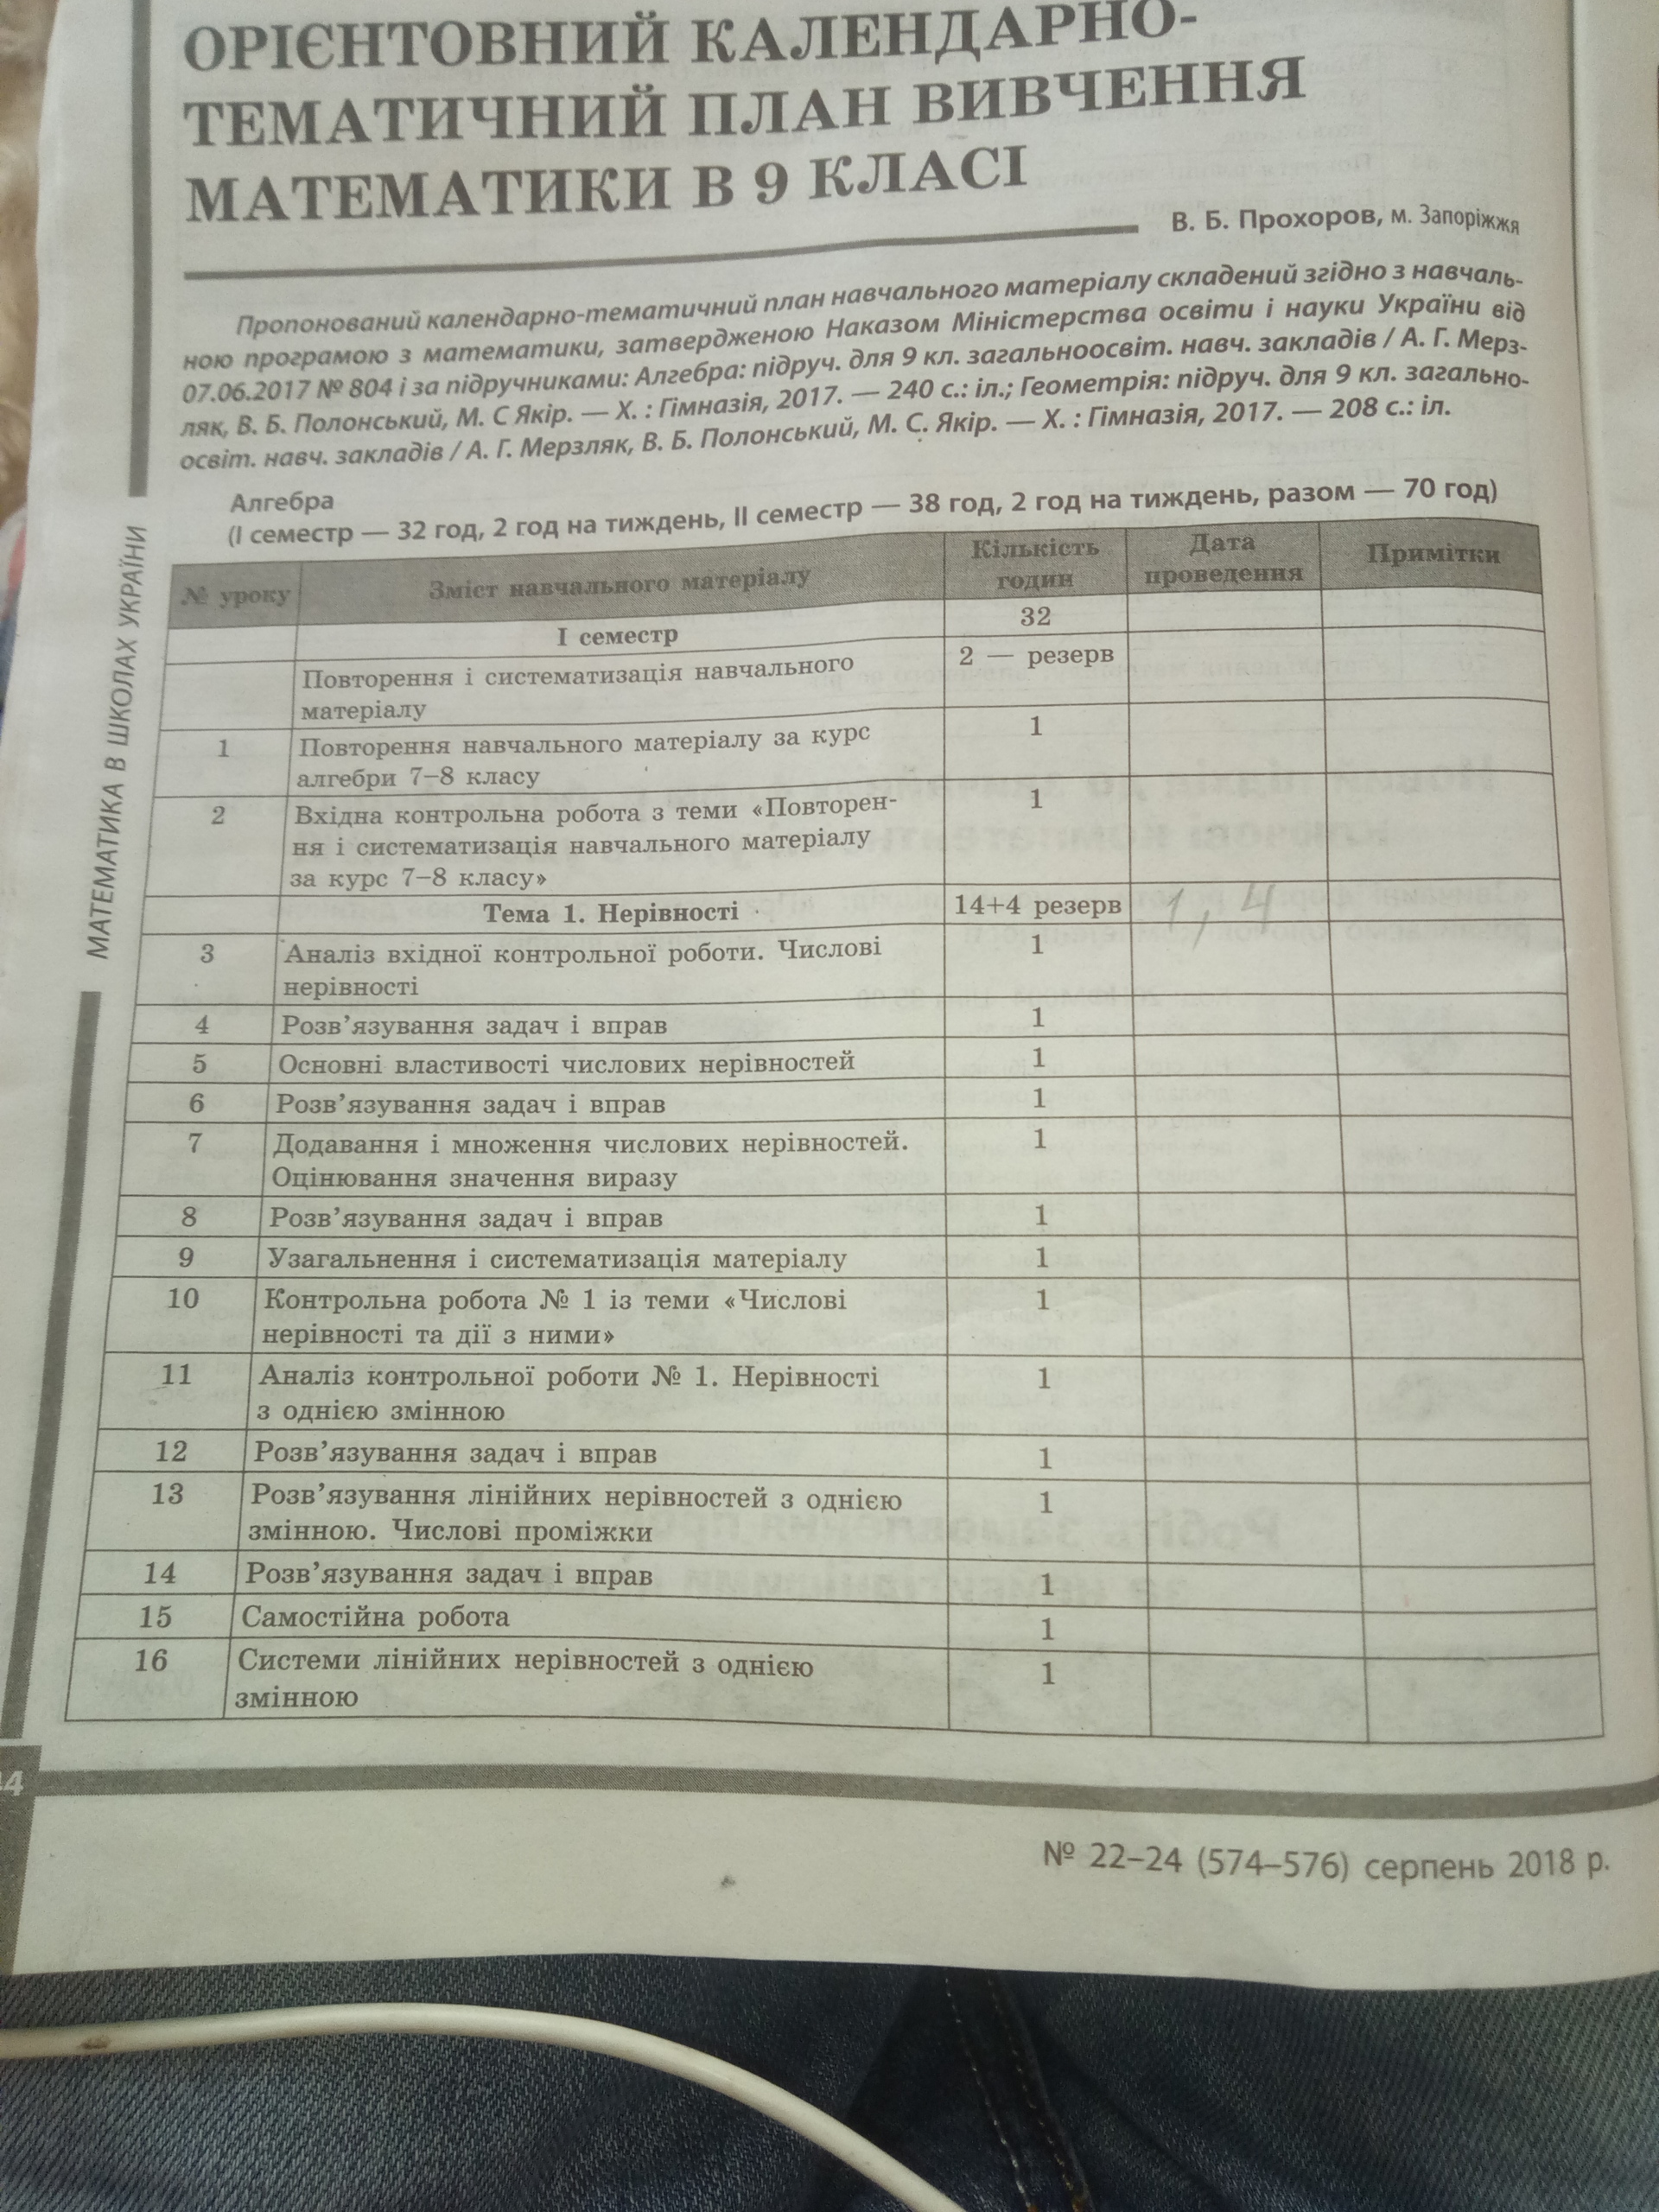 ОРІЄНТОВНИЙ КАЛЕНДАРНО-
ТЕМАТИЧНИЙ ПЛАН ВИВЧЕННЯ
МАТЕМАТИКИ В 9 КЛАСІ
В. Б. Прохоров, м. Запоріжжя
Пропонований календарно-тематичний план навчального матеріалу складений згідно з навчаль-
ною програмою з математики, затвердженою Наказом Міністерства освіти і науки України від
07.06.2017 № 804 і за підручниками: Алгебра: підруч. для 9 кл. загальноосвіт. навч. закладів / А. Г. Мерз-
ляк, В. Б. Полонський, М. С Якір. — Х. : Гімназія, 2017. — 240 с.: іл.; Геометрія: підруч. для 9 кл. загально-
освіт. навч. закладів / А. Г. Мерзляк, В. Б. Полонський, М. С. Якір. — Х. : Гімназія, 2017. — 208 с.: іл.
Алгебра
(І семестр — 32 год, 2 год на тиждень, ІІ семестр — 38 год, 2 год на тиждень, разом — 70 год)
№ уроку Зміст навчального матеріалу Кількість годин Дата проведення Примітки
І семестр 32
Повторення і систематизація навчального 2 — резерв
матеріалу
1 Повторення навчального матеріалу за курс 1
алгебри 7–8 класу
2 Вхідна контрольна робота з теми «Повторен- 1
ня і систематизація навчального матеріалу
за курс 7–8 класу»
Тема 1. Нерівності 14+4 резерв 1, 4
3 Аналіз вхідної контрольної роботи. Числові 1
нерівності
4 Розв’язування задач і вправ 1
5 Основні властивості числових нерівностей 1
6 Розв’язування задач і вправ 1
7 Додавання і множення числових нерівностей. 1
Оцінювання значення виразу
8 Розв’язування задач і вправ 1
9 Узагальнення і систематизація матеріалу 1
10 Контрольна робота № 1 із теми «Числові 1
нерівності та дії з ними»
11 Аналіз контрольної роботи № 1. Нерівності 1
з однією змінною
12 Розв’язування задач і вправ 1
13 Розв’язування лінійних нерівностей з однією 1
змінною. Числові проміжки
14 Розв’язування задач і вправ 1
15 Самостійна робота 1
16 Системи лінійних нерівностей з однією 1
змінною
МАТЕМАТИКА В ШКОЛАХ УКРАЇНИ
№ 22–24 (574–576) серпень 2018 р.